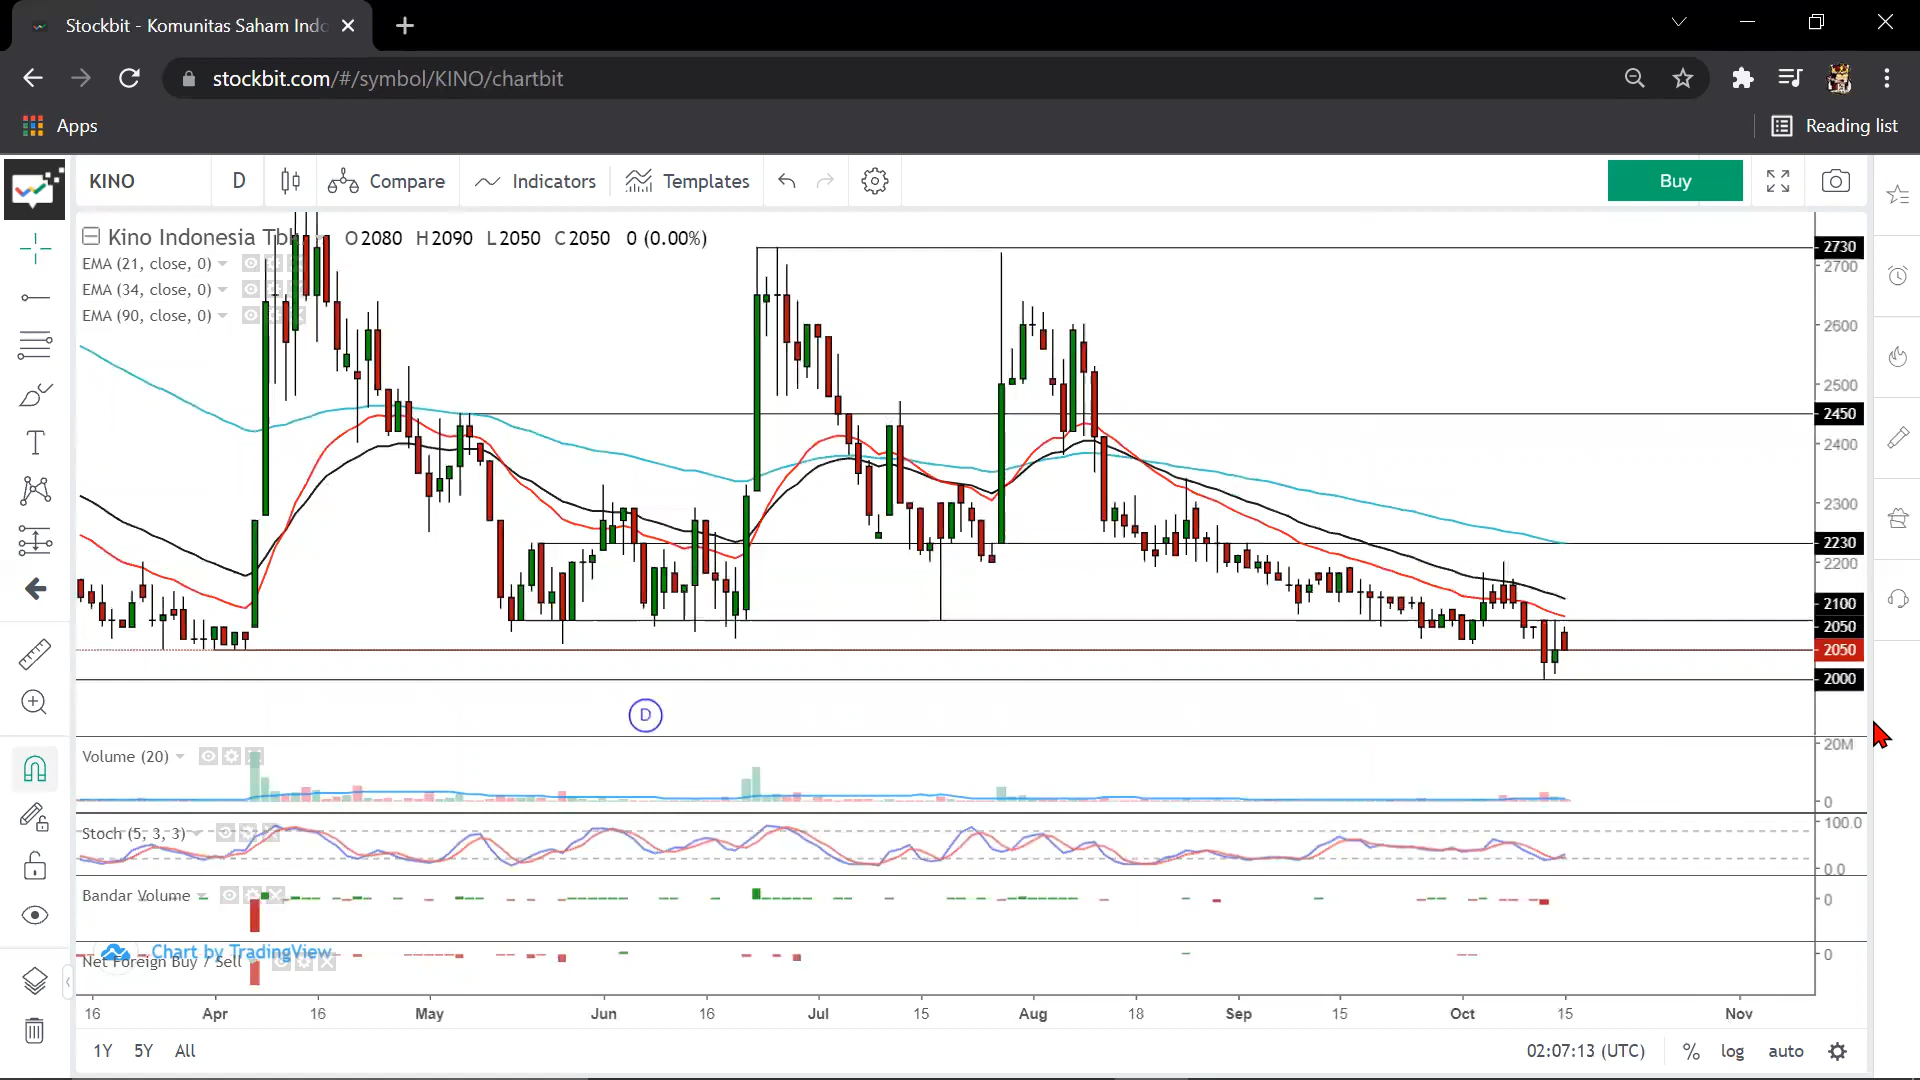 Stockbit - Komunitas Saham Indo
stockbit.com/#/symbol/KINO/chartbit
Apps
Reading list
KINO D Compare Indicators Templates Buy
Kino Indonesia Tbk O2080 H2090 L2050 C2050 0 (0.00%)
EMA (21, close, 0)
EMA (34, close, 0)
EMA (90, close, 0)
2730
2700
2600
2500
2450
2400
2300
2230
2200
2100
2050
2050
2000
D
Volume (20)
20M
0
Stoch (5, 3, 3)
100.0
0.0
Bandar Volume
0
Chart by TradingView
Net Foreign Buy / Sell
0
16 Apr 16 May Jun 16 Jul 15 Aug 18 Sep 15 Oct 15 Nov
1Y 5Y All 02:07:13 (UTC) % log auto